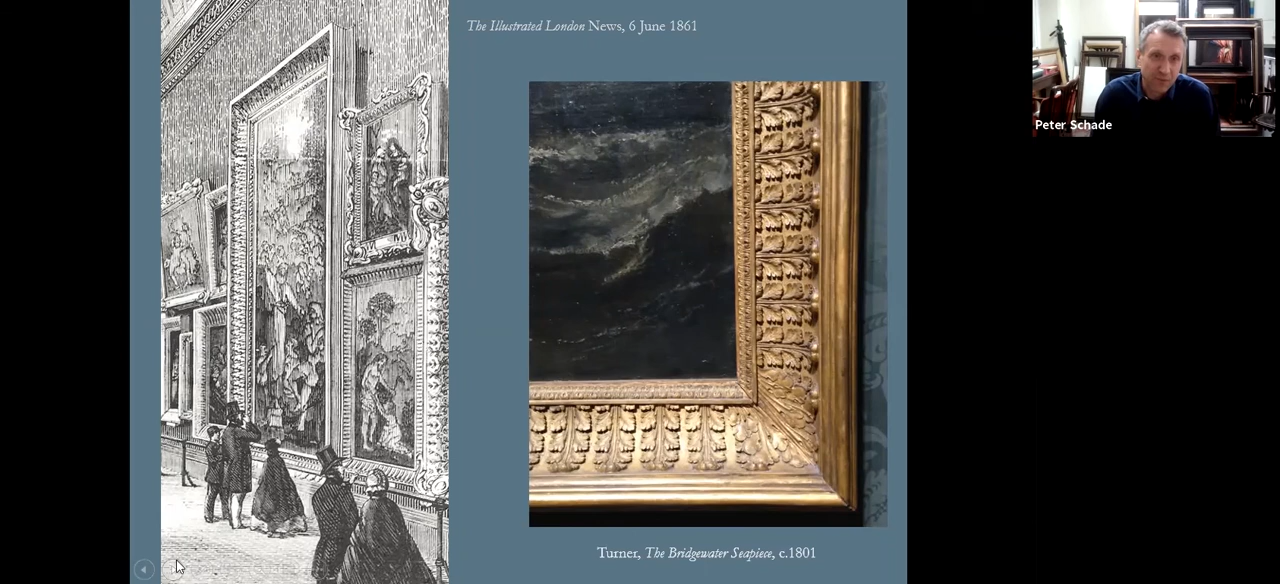 The Illustrated London News, 6 June 1861
Peter Schade
Turner, The Bridgewater Seapiece, c.1801